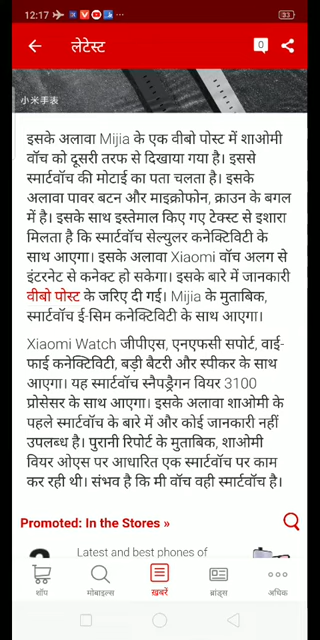 12:17
33
लेटेस्ट
0
小米手表
इसके अलावा Mijia के एक वीबो पोस्ट में शाओमी
वॉच को दूसरी तरफ से दिखाया गया है। इससे
स्मार्टवॉच की मोटाई का पता चलता है। इसके
अलावा पावर बटन और माइक्रोफोन, क्राउन के बगल
में है। इसके साथ इस्तेमाल किए गए टेक्स्ट से इशारा
मिलता है कि स्मार्टवॉच सेल्युलर कनेक्टिविटी के
साथ आएगा। इसके अलावा Xiaomi वॉच अलग से
इंटरनेट से कनेक्ट हो सकेगा। इसके बारे में जानकारी
वीबो पोस्ट के जरिए दी गई। Mijia के मुताबिक,
स्मार्टवॉच ई-सिम कनेक्टिविटी के साथ आएगा।
Xiaomi Watch जीपीएस, एनएफसी सपोर्ट, वाई-
फाई कनेक्टिविटी, बड़ी बैटरी और स्पीकर के साथ
आएगा। यह स्मार्टवॉच स्नैपड्रैगन वियर 3100
प्रोसेसर के साथ आएगा। इसके अलावा शाओमी के
पहले स्मार्टवॉच के बारे में और कोई जानकारी नहीं
उपलब्ध है। पुरानी रिपोर्ट के मुताबिक, शाओमी
वियर ओएस पर आधारित एक स्मार्टवॉच पर काम
कर रही थी। संभव है कि मी वॉच वही स्मार्टवॉच है।
Promoted: In the Stores »
Latest and best phones of
शॉप
मोबाइल्स
ख़बरें
ब्रांड्स
अधिक